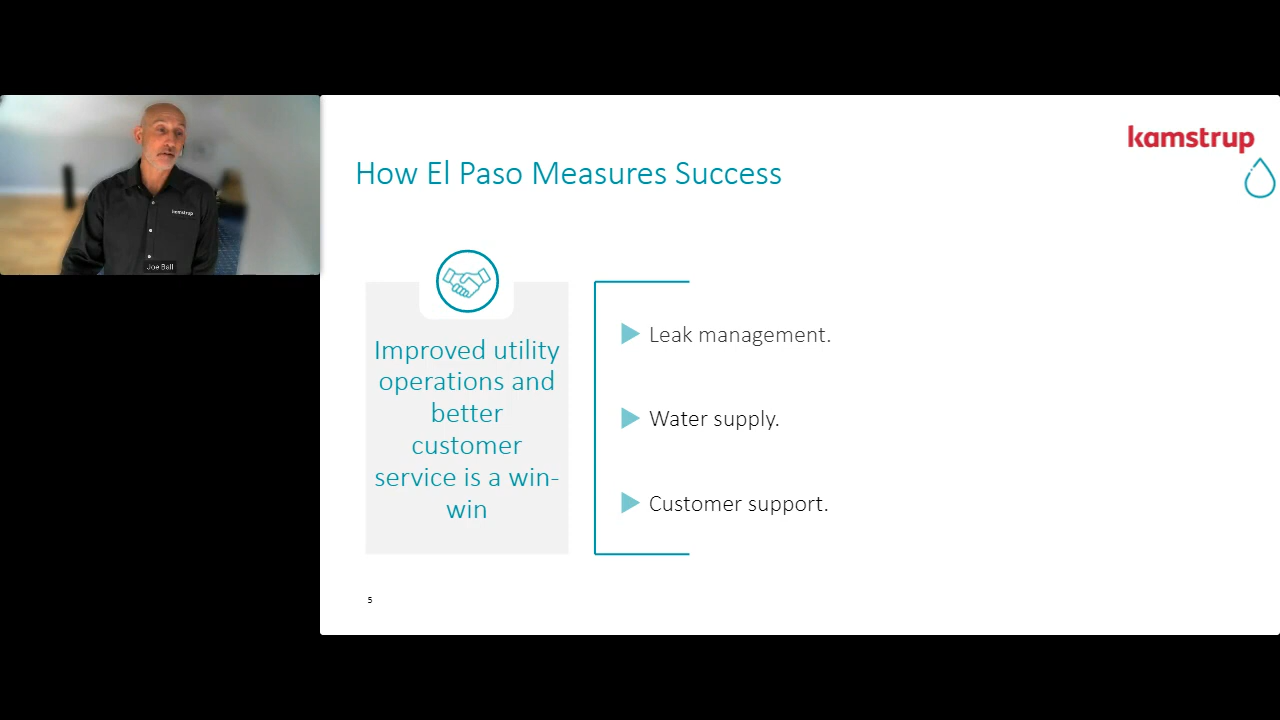 kamstrup
How El Paso Measures Success
kamstrup
Joe Ball
Improved utility
operations and
better
customer
service is a win-
win
Leak management.
Water supply.
Customer support.
5